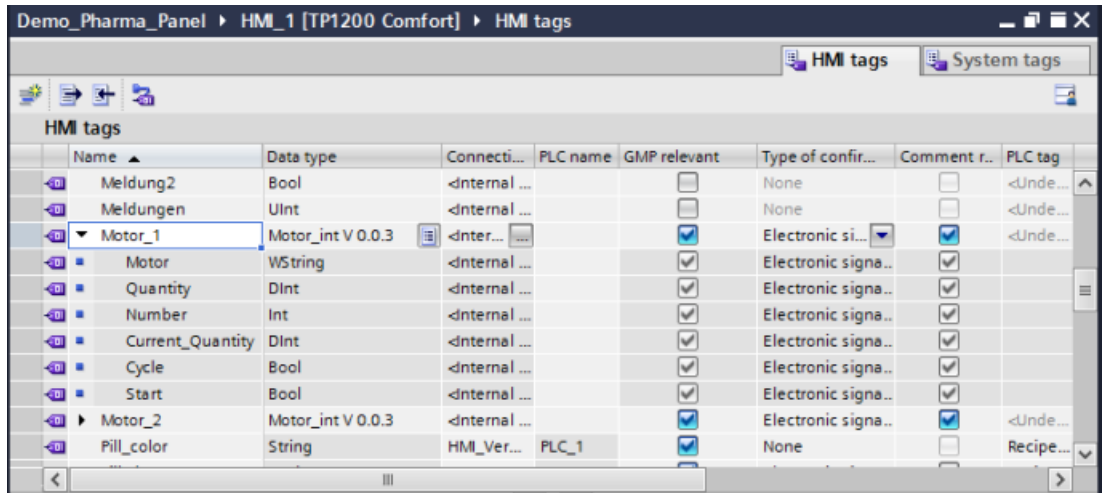 Demo_Pharma_Panel ▸ HMI_1 [TP1200 Comfort] ▸ HMI tags
HMI tags System tags
HMI tags
Name Data type Connecti... PLC name GMP relevant Type of confir... Comment r... PLC tag
Meldung2 Bool <Internal ... None <Unde...
Meldungen UInt <Internal ... None <Unde...
Motor_1 Motor_int V 0.0.3 <Inter... ... Electronic si... <Unde...
Motor WString <Internal ... Electronic signa..
Quantity DInt <Internal ... Electronic signa..
Number Int <Internal ... Electronic signa..
Current_Quantity DInt <Internal ... Electronic signa..
Cycle Bool <Internal ... Electronic signa..
Start Bool <Internal ... Electronic signa..
Motor_2 Motor_int V 0.0.3 <Internal ... Electronic signa.. <Unde...
Pill_color String HMI_Ver... PLC_1 None Recipe...